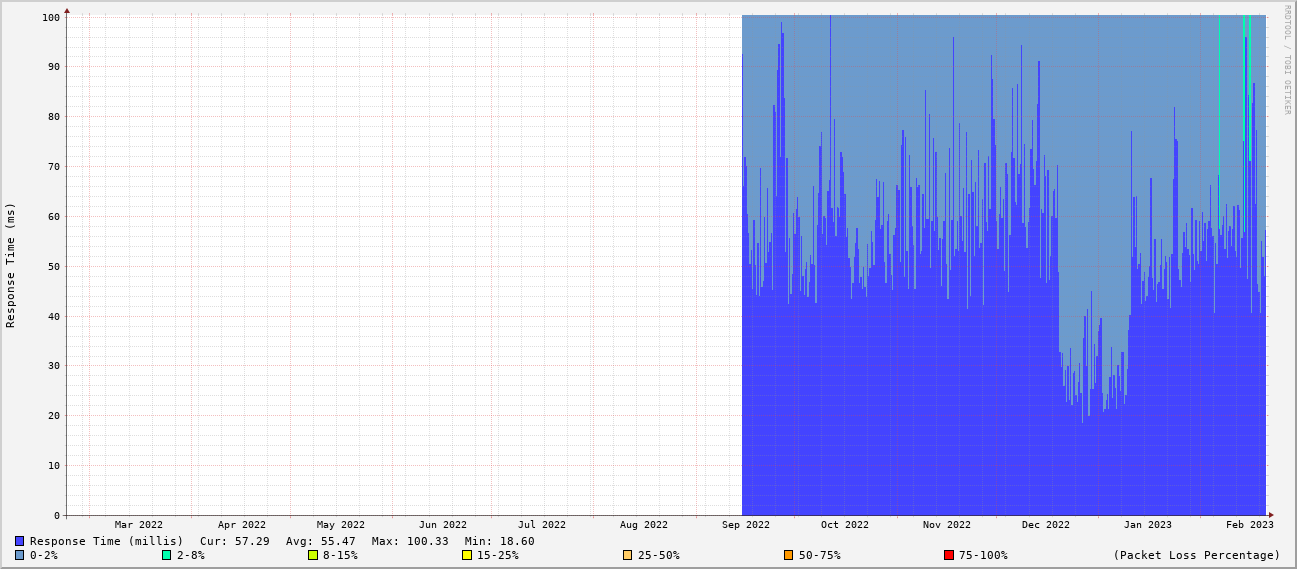 100
90
80
70
60
50
40
30
20
10
0
Response Time (ms)
RRDTOOL / TOBI OETIKER
Mar 2022 Apr 2022 May 2022 Jun 2022 Jul 2022 Aug 2022 Sep 2022 Oct 2022 Nov 2022 Dec 2022 Jan 2023 Feb 2023
Response Time (millis) Cur: 57.29 Avg: 55.47 Max: 100.33 Min: 18.60
0-2% 2-8% 8-15% 15-25% 25-50% 50-75% 75-100% (Packet Loss Percentage)